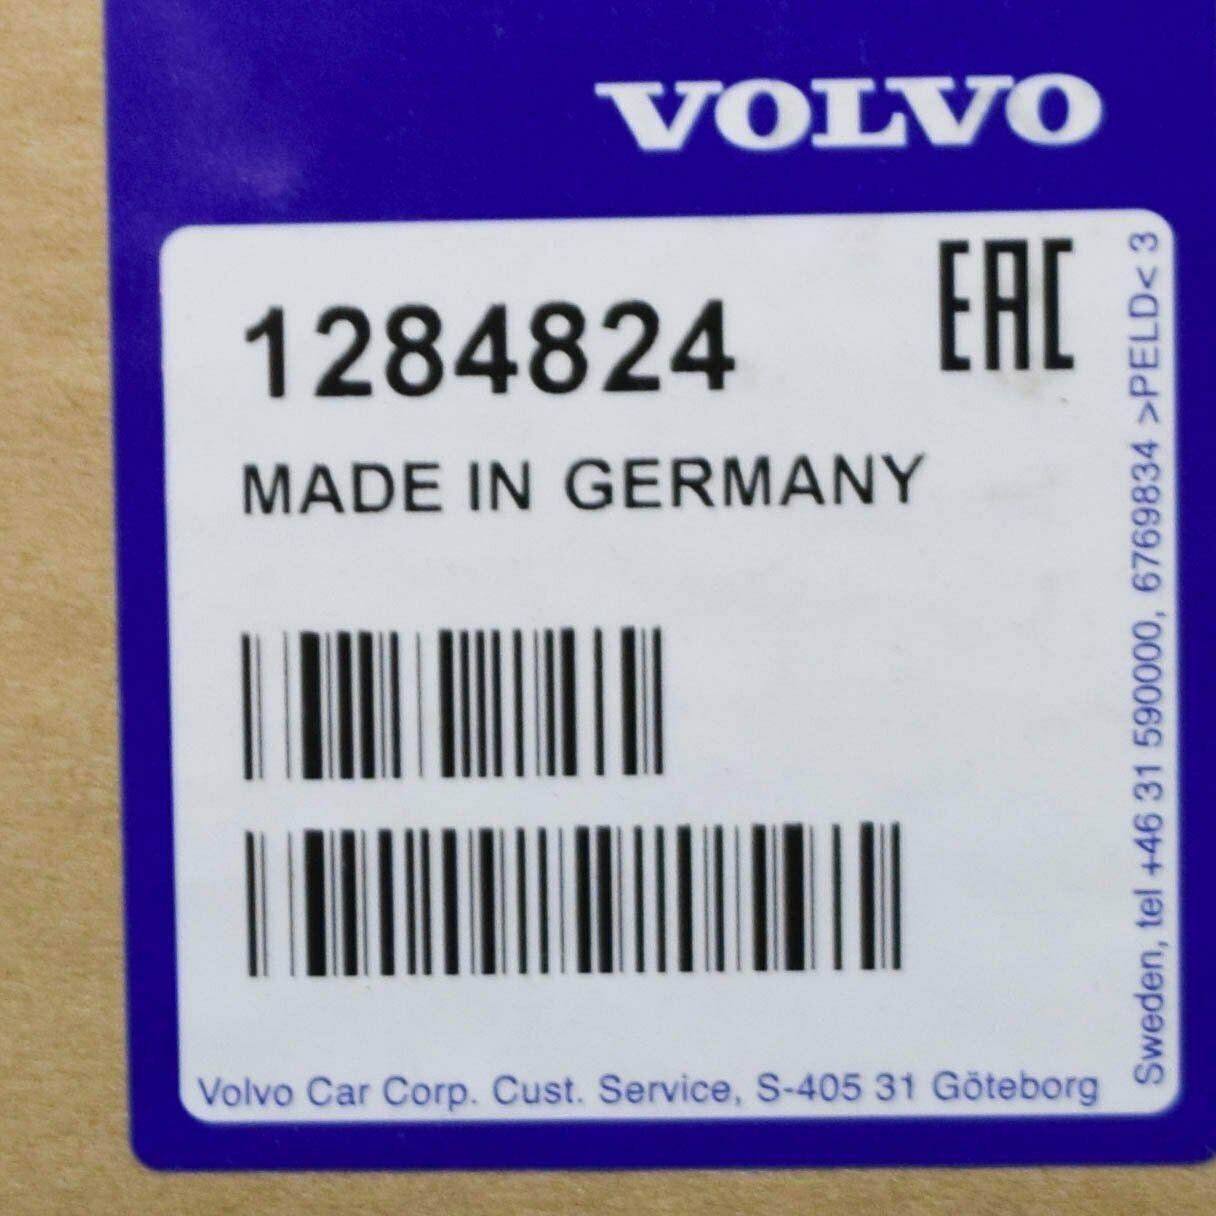 VOLVO
EAC
1284824
MADE IN GERMANY
Volvo Car Corp. Cust. Service, S-405 31 Göteborg
Sweden, tel +46 31 590000, 6769834 >PELD< 3